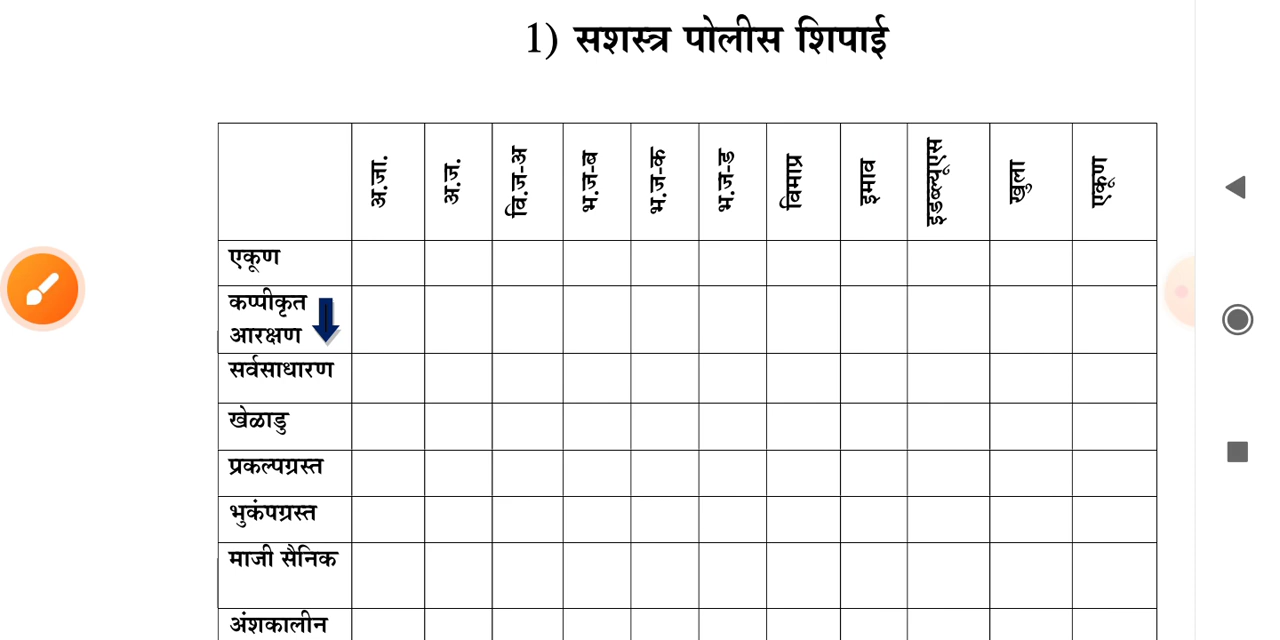 1) सशस्त्र पोलीस शिपाई
अ.जा.
अ.ज.
वि.ज-अ
भ.ज-ब
भ.ज-क
भ.ज-ड
विमाप्र
इमाव
इडब्ल्यूएस
खुला
एकूण
एकूण
कप्पीकृत
आरक्षण
सर्वसाधारण
खेळाडु
प्रकल्पग्रस्त
भुकंपग्रस्त
माजी सैनिक
अंशकालीन